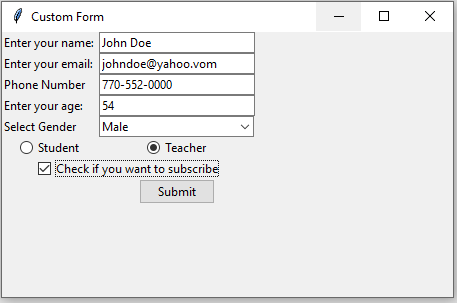 Custom Form
Enter your name: John Doe
Enter your email: johndoe@yahoo.vom
Phone Number 770-552-0000
Enter your age: 54
Select Gender Male
Student Teacher
Check if you want to subscribe
Submit